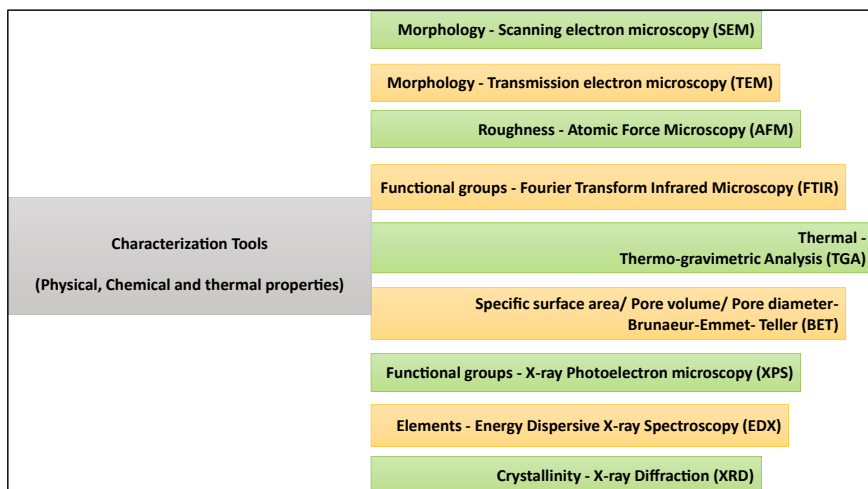 Morphology - Scanning electron microscopy (SEM)
Morphology - Transmission electron microscopy (TEM)
Roughness - Atomic Force Microscopy (AFM)
Functional groups - Fourier Transform Infrared Microscopy (FTIR)
Characterization Tools
(Physical, Chemical and thermal properties)
Thermal -
Thermo-gravimetric Analysis (TGA)
Specific surface area/ Pore volume/ Pore diameter-
Brunaeur-Emmet- Teller (BET)
Functional groups - X-ray Photoelectron microscopy (XPS)
Elements - Energy Dispersive X-ray Spectroscopy (EDX)
Crystallinity - X-ray Diffraction (XRD)